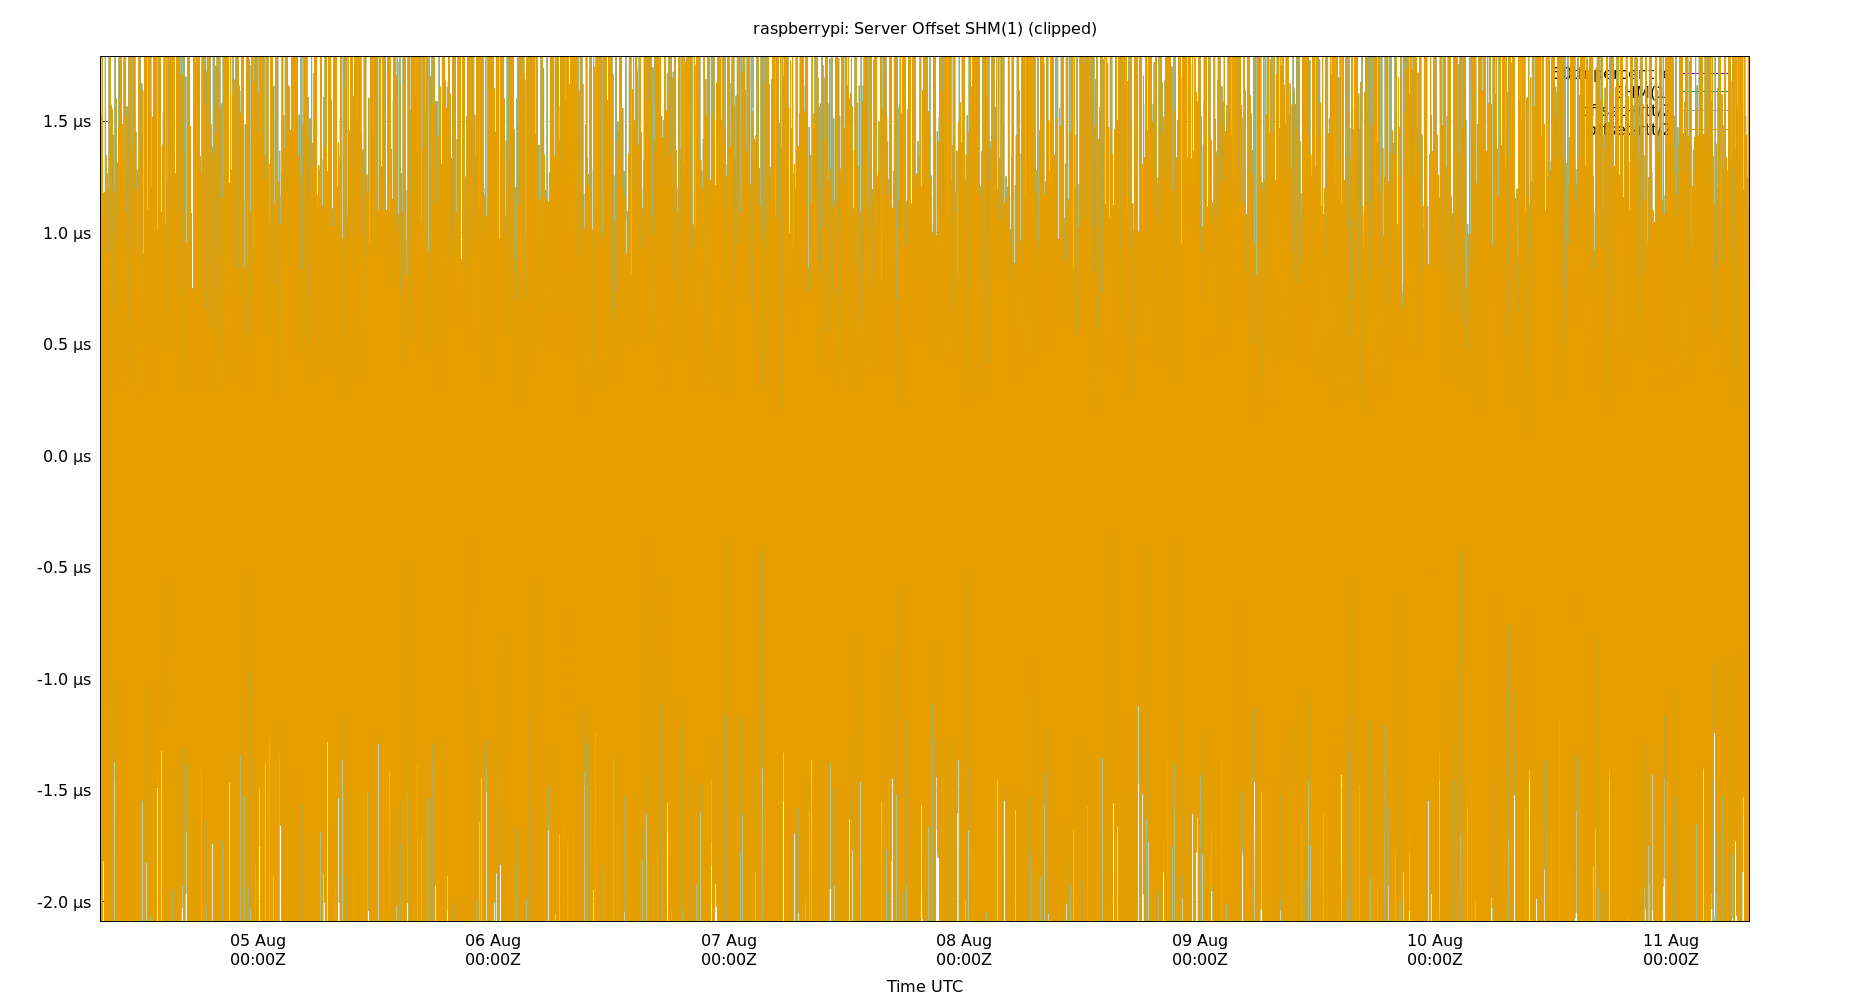 raspberrypi: Server Offset SHM(1) (clipped)
1.5 µs
1.0 µs
0.5 µs
0.0 µs
-0.5 µs
-1.0 µs
-1.5 µs
-2.0 µs
05 Aug 06 Aug 07 Aug 08 Aug 09 Aug 10 Aug 11 Aug
00:00Z 00:00Z 00:00Z 00:00Z 00:00Z 00:00Z 00:00Z
Time UTC